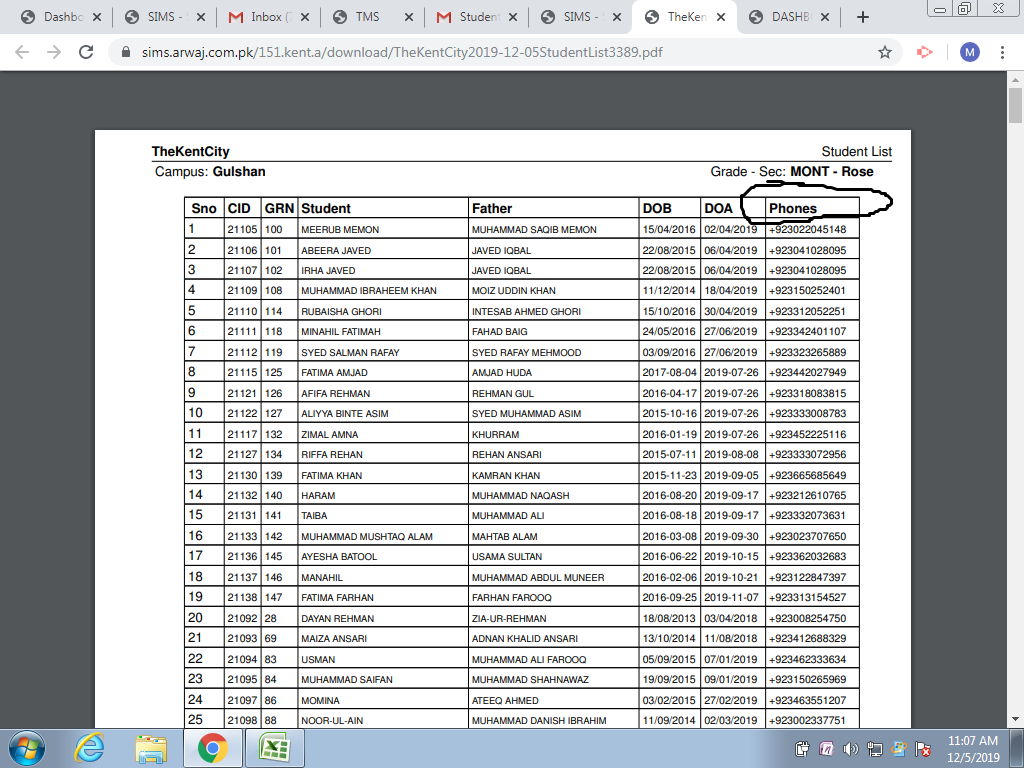 Dashbo SIMS - Inbox ( TMS Student SIMS - TheKen DASHB
sims.arwaj.com.pk/151.kent.a/download/TheKentCity2019-12-05StudentList3389.pdf M
TheKentCity Student List
Campus: Gulshan Grade - Sec: MONT - Rose
Sno CID GRN Student Father DOB DOA Phones
1 21105 100 MEERUB MEMON MUHAMMAD SAQIB MEMON 15/04/2016 02/04/2019 +923022045148
2 21106 101 ABEERA JAVED JAVED IQBAL 22/08/2015 06/04/2019 +923041028095
3 21107 102 IRHA JAVED JAVED IQBAL 22/08/2015 06/04/2019 +923041028095
4 21109 108 MUHAMMAD IBRAHEEM KHAN MOIZ UDDIN KHAN 11/12/2014 18/04/2019 +923150252401
5 21110 114 RUBAISHA GHORI INTESAB AHMED GHORI 15/10/2016 30/04/2019 +923312052251
6 21111 118 MINAHIL FATIMAH FAHAD BAIG 24/05/2016 27/06/2019 +923342401107
7 21112 119 SYED SALMAN RAFAY SYED RAFAY MEHMOOD 03/09/2016 27/06/2019 +923323265889
8 21115 125 FATIMA AMJAD AMJAD HUDA 2017-08-04 2019-07-26 +923442027949
9 21121 126 AFIFA REHMAN REHMAN GUL 2016-04-17 2019-07-26 +923318083815
10 21122 127 ALIYYA BINTE ASIM SYED MUHAMMAD ASIM 2015-10-16 2019-07-26 +923333008783
11 21117 132 ZIMAL AMNA KHURRAM 2016-01-19 2019-07-26 +923452225116
12 21127 134 RIFFA REHAN REHAN ANSARI 2015-07-11 2019-08-08 +923333072956
13 21130 139 FATIMA KHAN KAMRAN KHAN 2015-11-23 2019-09-05 +923665685649
14 21132 140 HARAM MUHAMMAD NAQASH 2016-08-20 2019-09-17 +923212610765
15 21131 141 TAIBA MUHAMMAD ALI 2016-08-18 2019-09-17 +923332073631
16 21133 142 MUHAMMAD MUSHTAQ ALAM MAHTAB ALAM 2016-03-08 2019-09-30 +923023707650
17 21136 145 AYESHA BATOOL USAMA SULTAN 2016-06-22 2019-10-15 +923362032683
18 21137 146 MANAHIL MUHAMMAD ABDUL MUNEER 2016-02-06 2019-10-21 +923122847397
19 21138 147 FATIMA FARHAN FARHAN FAROOQ 2016-09-25 2019-11-07 +923313154527
20 21092 28 DAYAN REHMAN ZIA-UR-REHMAN 18/08/2013 03/04/2018 +923008254750
21 21093 69 MAIZA ANSARI ADNAN KHALID ANSARI 13/10/2014 11/08/2018 +923412688329
22 21094 83 USMAN MUHAMMAD ALI FAROOQ 05/09/2015 07/01/2019 +923462333634
23 21095 84 MUHAMMAD SAIFAN MUHAMMAD SHAHNAWAZ 19/09/2015 09/01/2019 +923150265969
24 21097 86 MOMINA ATEEQ AHMED 03/02/2015 27/02/2019 +923463551207
25 21098 88 NOOR-UL-AIN MUHAMMAD DANISH IBRAHIM 11/09/2014 02/03/2019 +923002337751
11:07 AM
12/5/2019